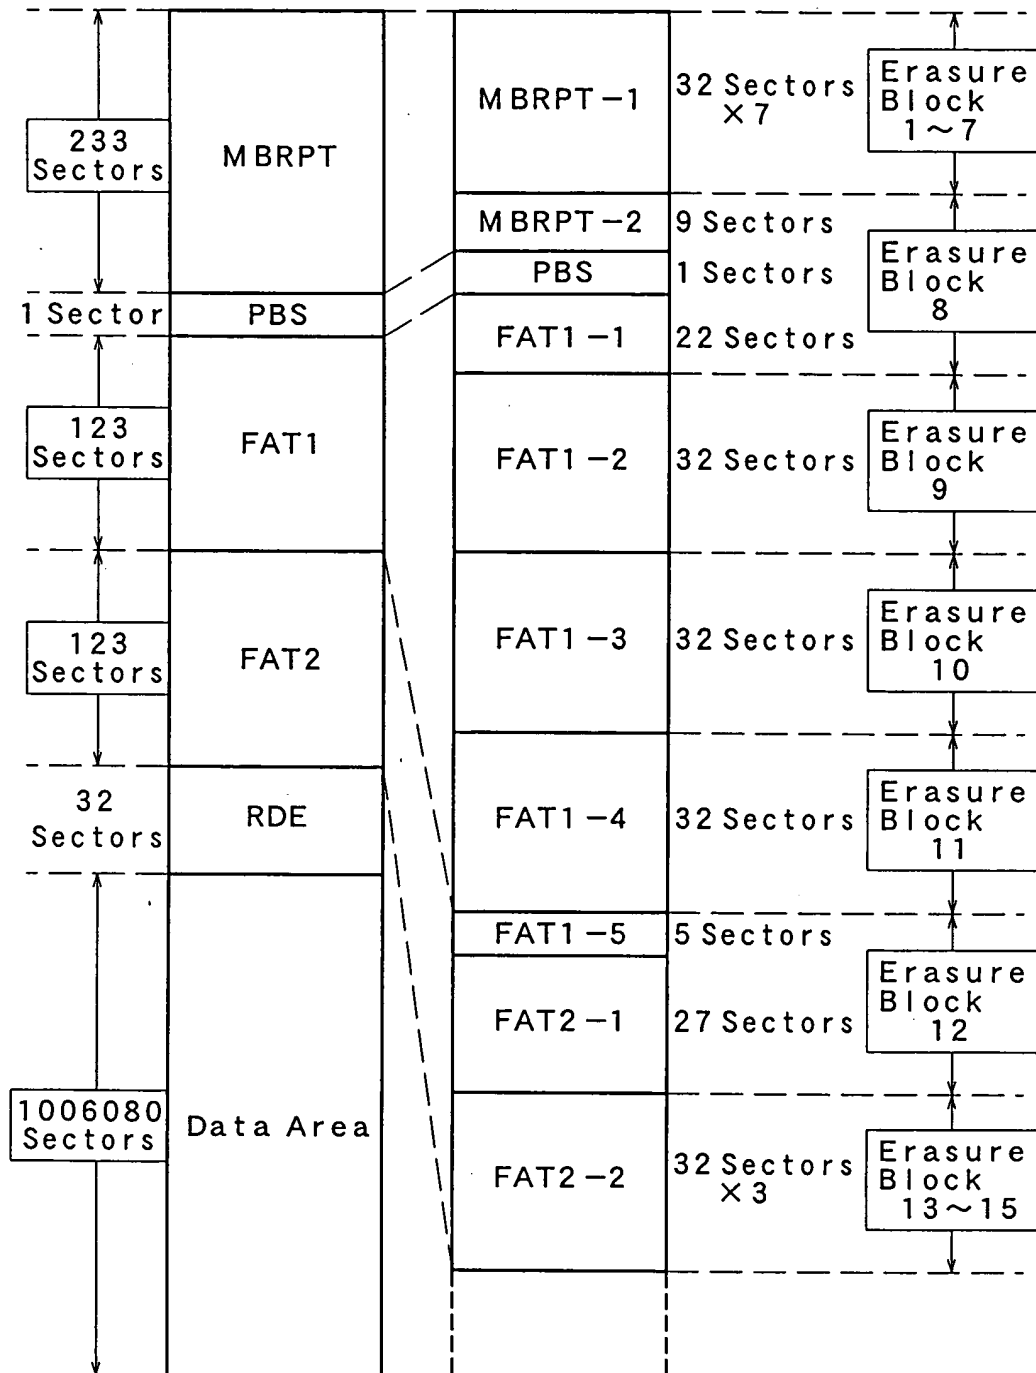 233
Sectors
MBRPT
1 Sector
PBS
123
Sectors
FAT1
123
Sectors
FAT2
32
Sectors
RDE
1006080
Sectors
Data Area
MBRPT-1
32 Sectors
×7
Erasure
Block
1~7
MBRPT-2
9 Sectors
PBS
1 Sectors
FAT1-1
22 Sectors
Erasure
Block
8
FAT1-2
32 Sectors
Erasure
Block
9
FAT1-3
32 Sectors
Erasure
Block
10
FAT1-4
32 Sectors
Erasure
Block
11
FAT1-5
5 Sectors
FAT2-1
27 Sectors
Erasure
Block
12
FAT2-2
32 Sectors
×3
Erasure
Block
13~15